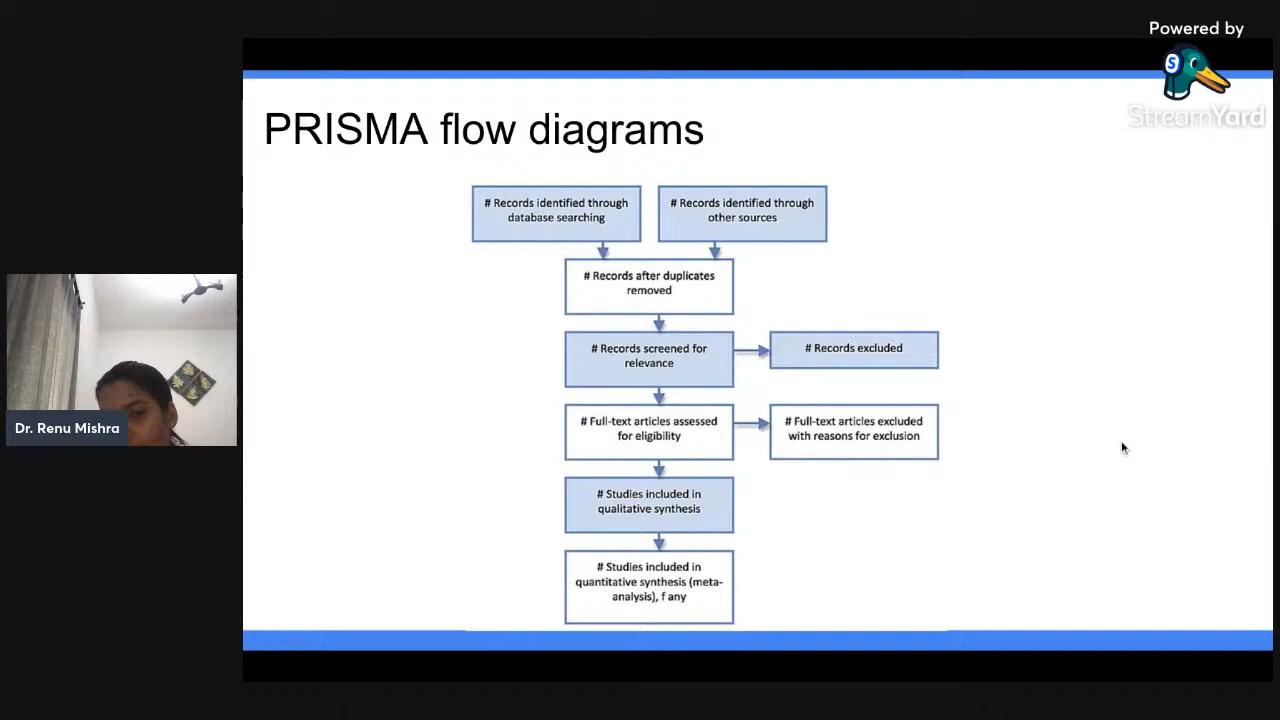 Powered by
S
StreamYard
PRISMA flow diagrams
# Records identified through
database searching
# Records identified through
other sources
# Records after duplicates
removed
# Records screened for
relevance
# Records excluded
# Full-text articles assessed
for eligibility
# Full-text articles excluded
with reasons for exclusion
# Studies included in
qualitative synthesis
# Studies included in
quantitative synthesis (meta-
analysis), f any
Dr. Renu Mishra